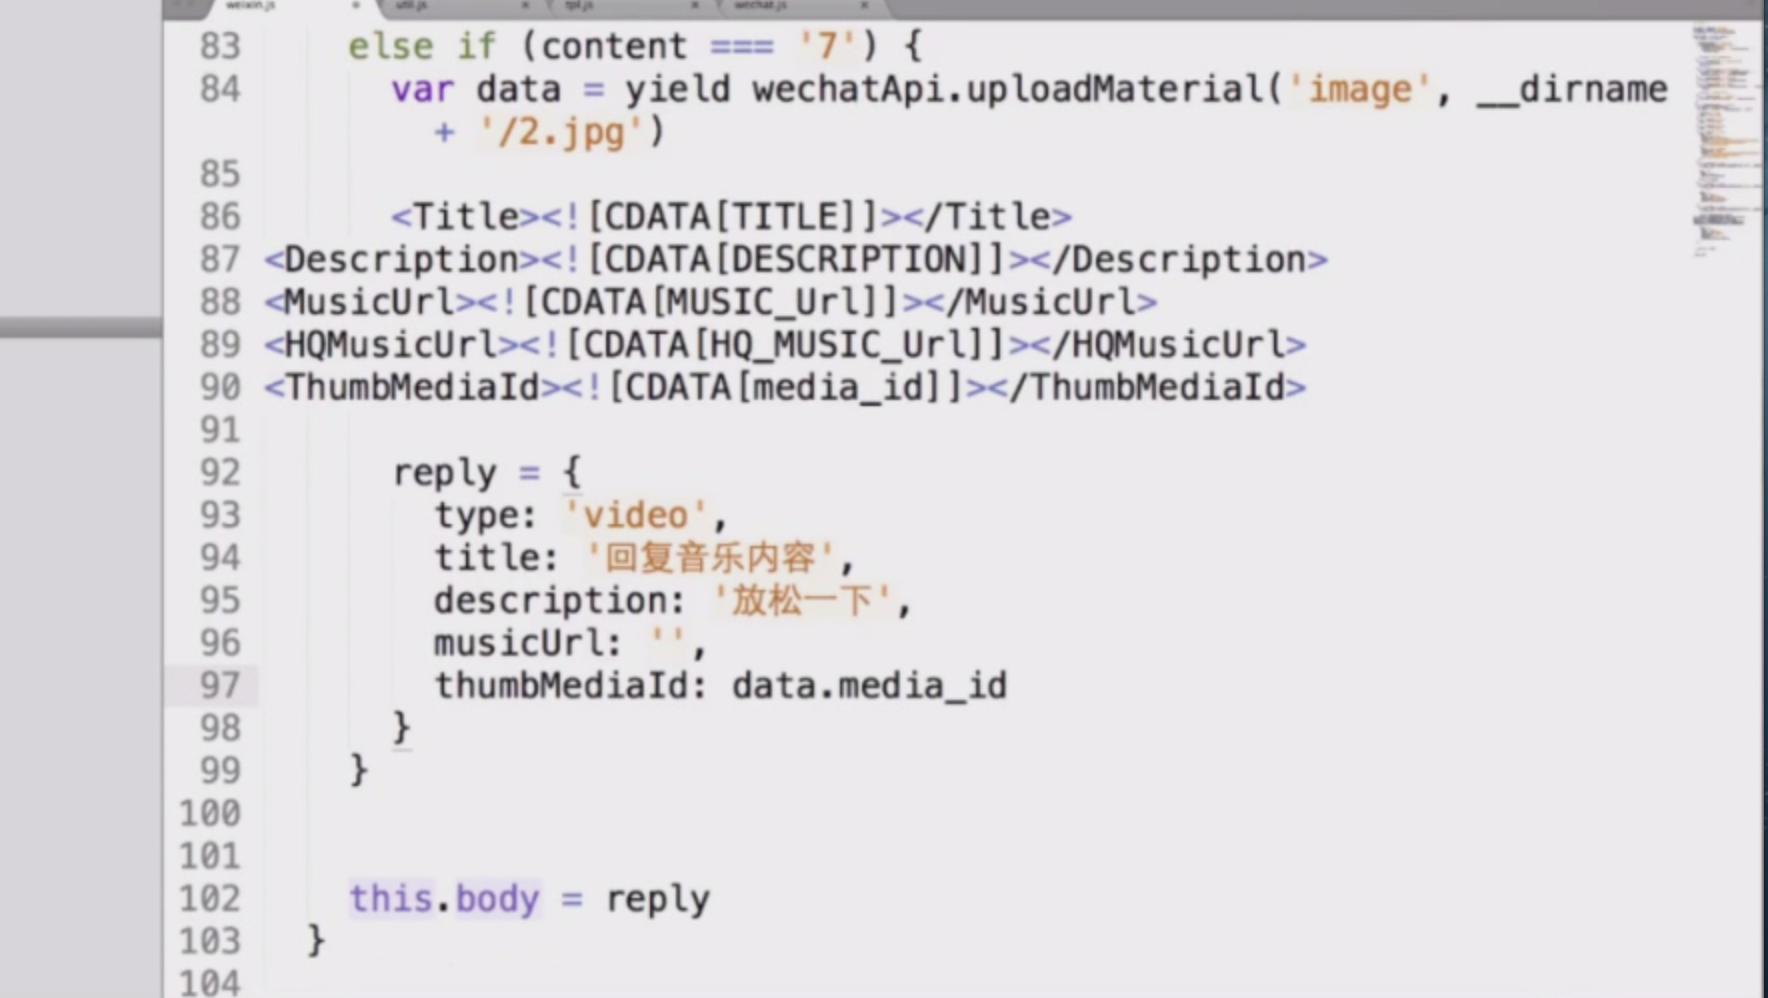 weixin.js util.js tpl.js wechat.js
83 else if (content === '7') {
84 var data = yield wechatApi.uploadMaterial('image', __dirname
+ '/2.jpg')
85
86 <Title><![CDATA[TITLE]]></Title>
87 <Description><![CDATA[DESCRIPTION]]></Description>
88 <MusicUrl><![CDATA[MUSIC_Url]]></MusicUrl>
89 <HQMusicUrl><![CDATA[HQ_MUSIC_Url]]></HQMusicUrl>
90 <ThumbMediaId><![CDATA[media_id]]></ThumbMediaId>
91
92 reply = {
93 type: 'video',
94 title: '回复音乐内容',
95 description: '放松一下',
96 musicUrl: '',
97 thumbMediaId: data.media_id
98 }
99 }
100
101
102 this.body = reply
103 }
104